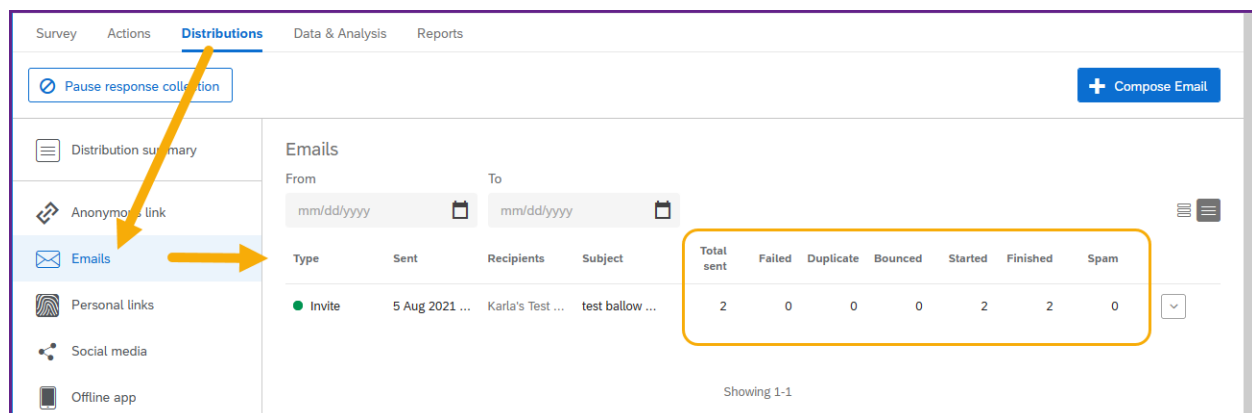 Survey Actions Distributions Data & Analysis Reports
Pause response collection
Compose Email
Distribution summary
Anonymous link
Emails
Personal links
Social media
Offline app
Emails
From To
mm/dd/yyyy mm/dd/yyyy
Type Sent Recipients Subject Total sent Failed Duplicate Bounced Started Finished Spam
Invite 5 Aug 2021 ... Karla's Test ... test ballow ... 2 0 0 0 2 2 0
Showing 1-1